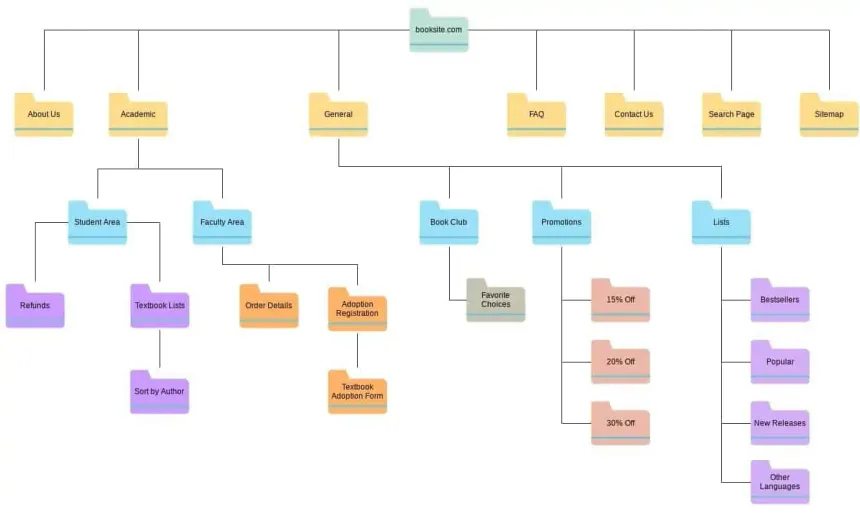 booksite.com
About Us
Academic
General
FAQ
Contact Us
Search Page
Sitemap
Student Area
Faculty Area
Book Club
Promotions
Lists
Refunds
Textbook Lists
Order Details
Adoption
Registration
Favorite
Choices
15% Off
Bestsellers
20% Off
Popular
Sort by Author
Textbook
Adoption Form
30% Off
New Releases
Other
Languages